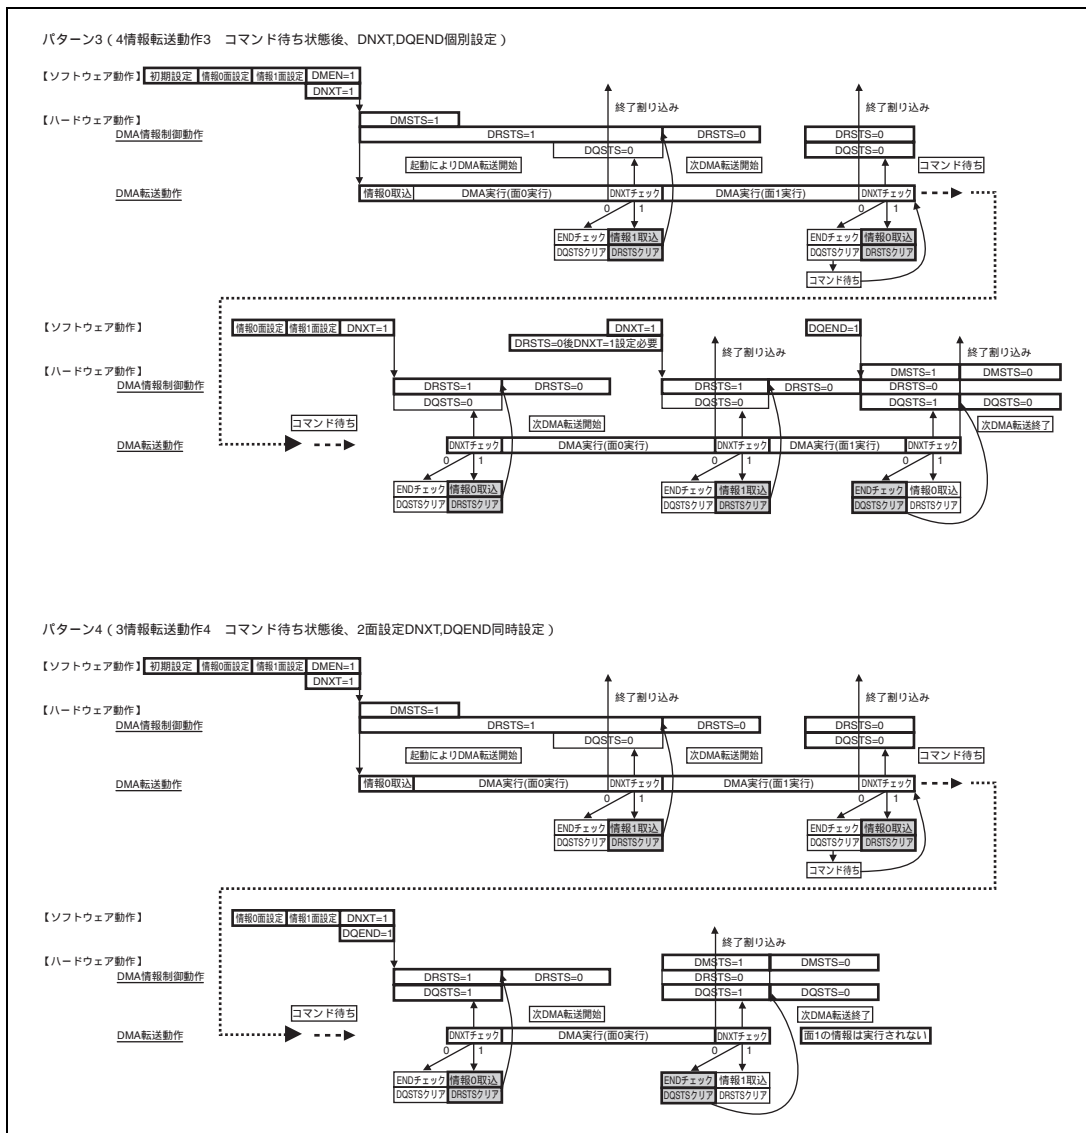 パターン3（4情報転送動作3　コマンド待ち状態後、DNXT,DQEND個別設定）
【ソフトウェア動作】 初期設定 情報0面設定 情報1面設定 DMEN=1
DNXT=1
終了割り込み 終了割り込み
【ハードウェア動作】 DMSTS=1
DMA情報制御動作 DRSTS=1 DRSTS=0 DRSTS=0
DQSTS=0 DQSTS=0
起動によりDMA転送開始 次DMA転送開始 コマンド待ち
DMA転送動作 情報0取込 DMA実行(面0実行) DNXTチェック DMA実行(面1実行) DNXTチェック
0 1 0 1
ENDチェック 情報1取込 ENDチェック 情報0取込
DQSTSクリア DRSTSクリア DQSTSクリア DRSTSクリア
コマンド待ち
【ソフトウェア動作】 情報0面設定 情報1面設定 DNXT=1 DNXT=1 DQEND=1
DRSTS=0後DNXT=1設定必要
終了割り込み 終了割り込み
【ハードウェア動作】 DMSTS=1 DMSTS=0
DMA情報制御動作 DRSTS=1 DRSTS=0 DRSTS=1 DRSTS=0 DRSTS=0
DQSTS=0 DQSTS=0 DQSTS=1 DQSTS=0
コマンド待ち 次DMA転送開始 次DMA転送終了
DMA転送動作 DNXTチェック DMA実行(面0実行) DNXTチェック DMA実行(面1実行) DNXTチェック
0 1 0 1 0 1
ENDチェック 情報0取込 ENDチェック 情報1取込 ENDチェック 情報0取込
DQSTSクリア DRSTSクリア DQSTSクリア DRSTSクリア DQSTSクリア DRSTSクリア
パターン4（3情報転送動作4　コマンド待ち状態後、2面設定DNXT,DQEND同時設定）
【ソフトウェア動作】 初期設定 情報0面設定 情報1面設定 DMEN=1
DNXT=1
終了割り込み 終了割り込み
【ハードウェア動作】 DMSTS=1
DMA情報制御動作 DRSTS=1 DRSTS=0 DRSTS=0
DQSTS=0 DQSTS=0
起動によりDMA転送開始 次DMA転送開始 コマンド待ち
DMA転送動作 情報0取込 DMA実行(面0実行) DNXTチェック DMA実行(面1実行) DNXTチェック
0 1 0 1
ENDチェック 情報1取込 ENDチェック 情報0取込
DQSTSクリア DRSTSクリア DQSTSクリア DRSTSクリア
コマンド待ち
【ソフトウェア動作】 情報0面設定 情報1面設定 DNXT=1
DQEND=1
終了割り込み
【ハードウェア動作】 DMSTS=1 DMSTS=0
DMA情報制御動作 DRSTS=1 DRSTS=0 DRSTS=0
DQSTS=1 DQSTS=1 DQSTS=0
コマンド待ち 次DMA転送開始 次DMA転送終了
DMA転送動作 DNXTチェック DMA実行(面0実行) DNXTチェック 面1の情報は実行されない
0 1 0 1
ENDチェック 情報0取込 ENDチェック 情報1取込
DQSTSクリア DRSTSクリア DQSTSクリア DRSTSクリア